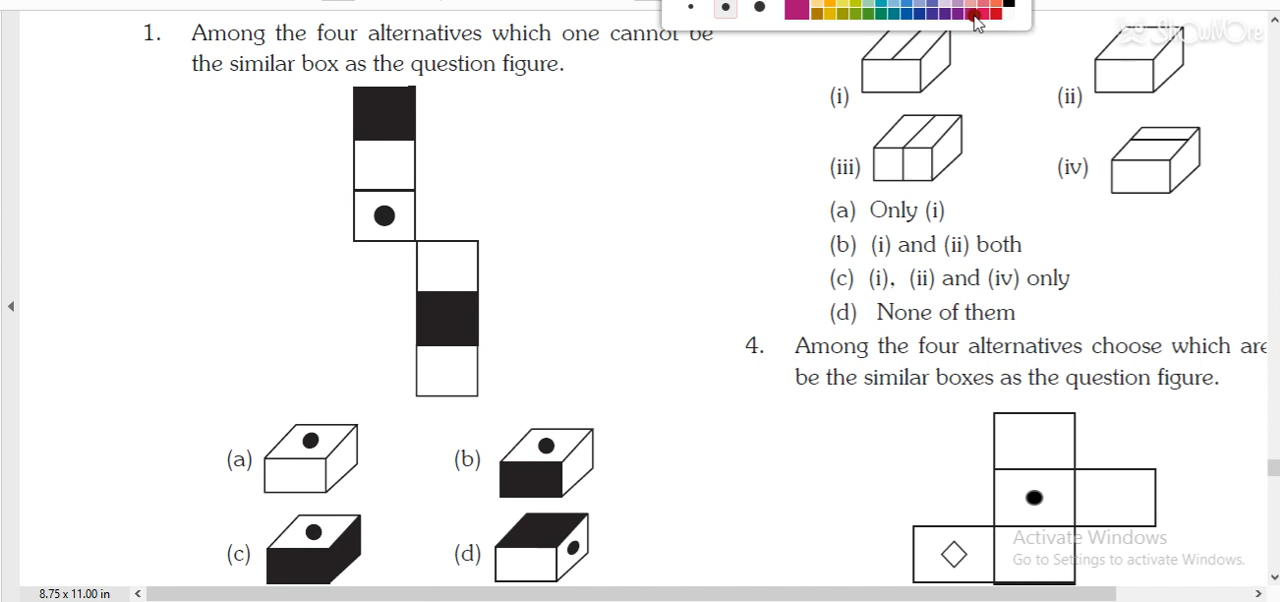 1. Among the four alternatives which one cannot be
the similar box as the question figure.
(a)
(b)
(c)
(d)
(i)
(ii)
(iii)
(iv)
(a) Only (i)
(b) (i) and (ii) both
(c) (i), (ii) and (iv) only
(d) None of them
4. Among the four alternatives choose which are
be the similar boxes as the question figure.
ShowMore
Activate Windows
Go to Settings to activate Windows.
8.75 x 11.00 in